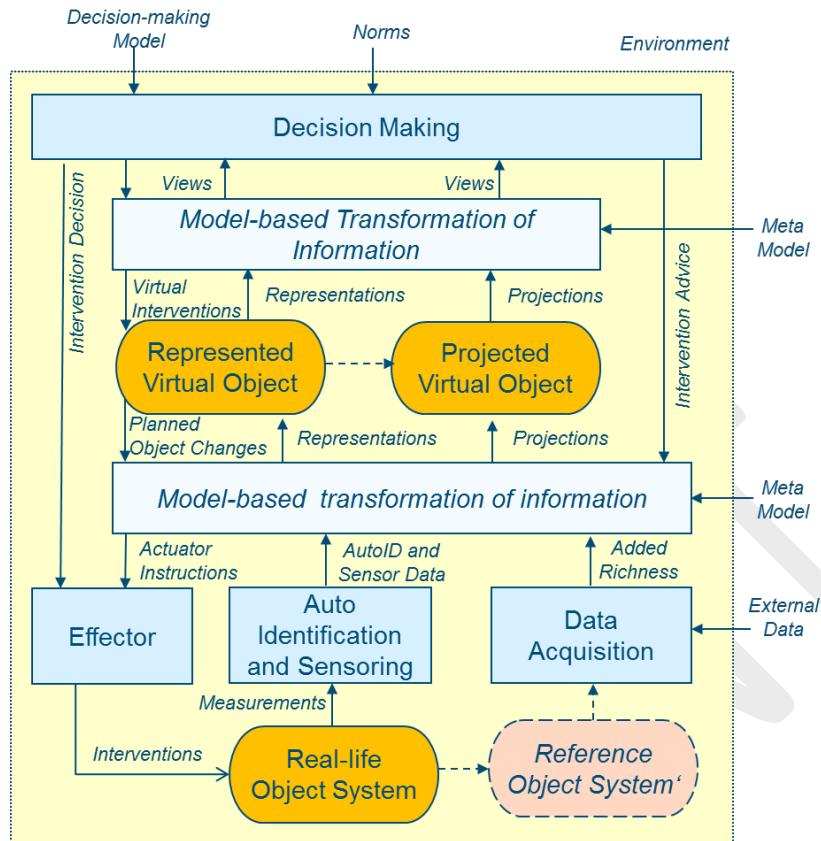 Decision-making
Model
Norms
Environment
Decision Making
Views
Views
Intervention Decision
Model-based Transformation of
Information
Meta
Model
Intervention Advice
Virtual
Interventions
Representations
Projections
Represented
Virtual Object
Projected
Virtual Object
Planned
Object Changes
Representations
Projections
Model-based transformation of information
Meta
Model
Actuator
Instructions
AutoID and
Sensor Data
Added
Richness
Effector
Auto
Identification
and Sensoring
Data
Acquisition
External
Data
Measurements
Interventions
Real-life
Object System
Reference
Object System‘